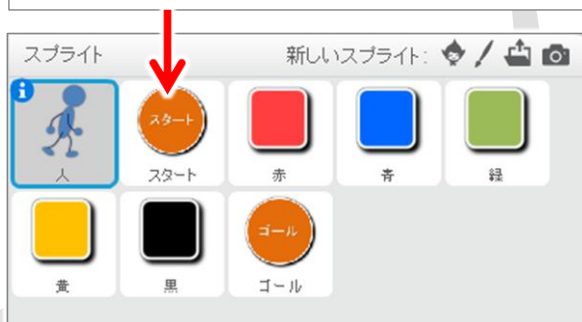 スプライト 新しいスプライト:
スタート
人 スタート 赤 青 緑
ゴール
黄 黒 ゴール